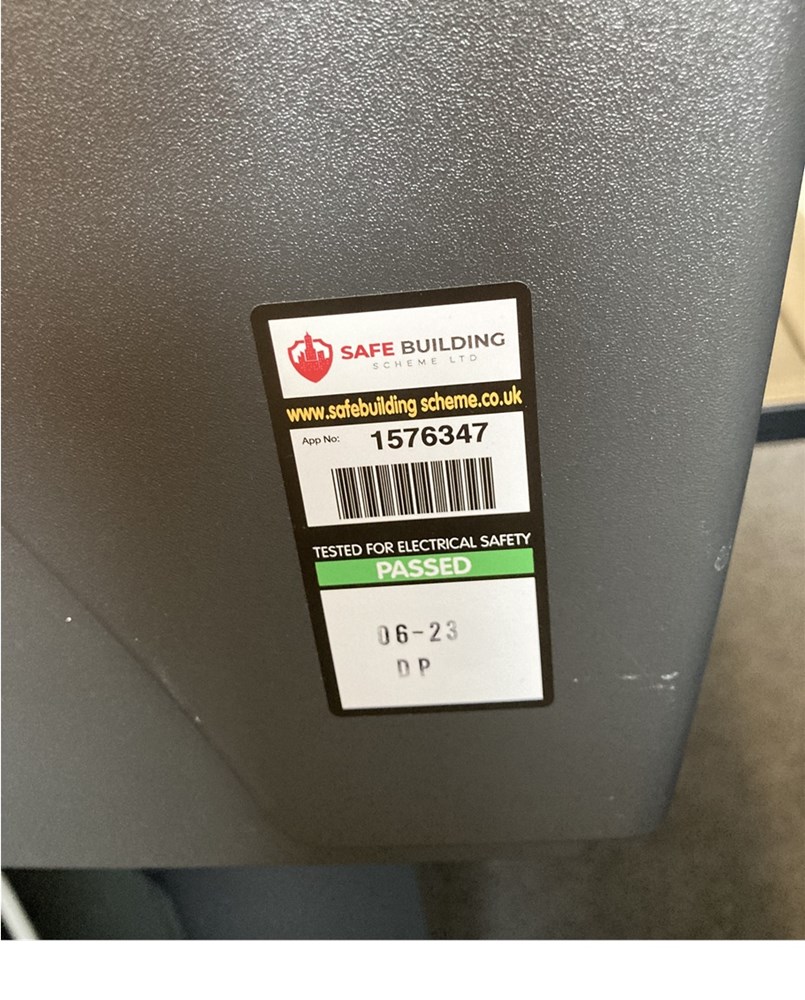 SAFE BUILDING
SCHEME LTD
www.safebuilding scheme.co.uk
App No: 1576347
TESTED FOR ELECTRICAL SAFETY
PASSED
06-23
DP